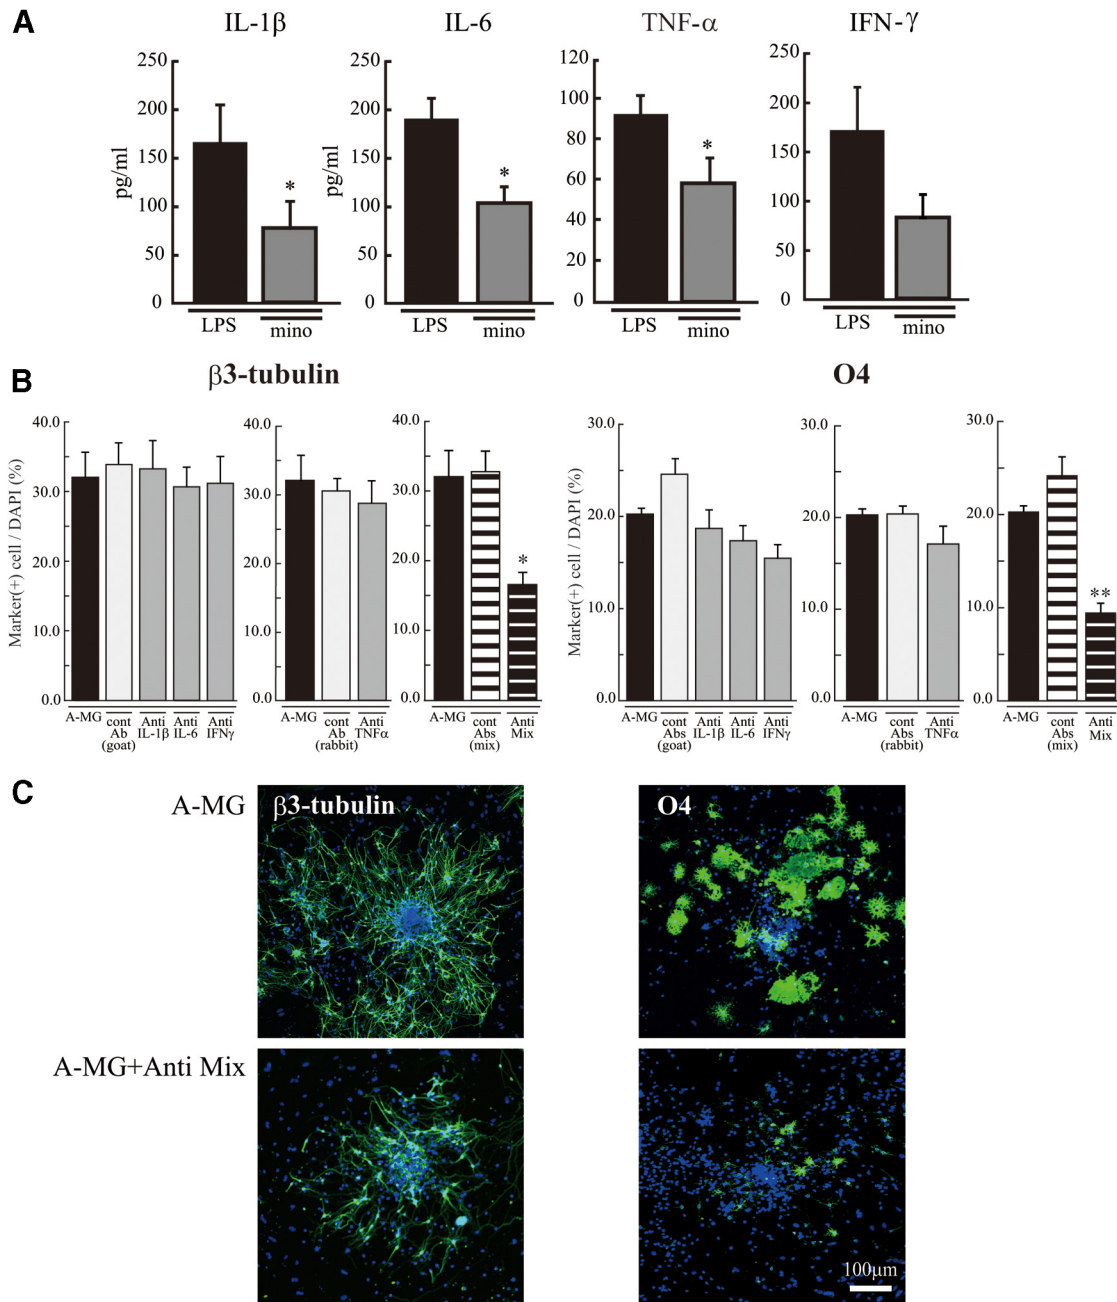 A
IL-1β IL-6 TNF-α IFN-γ
pg/ml
250
200
150
100
50
0
LPS
mino
pg/ml
250
200
150
100
50
0
LPS
mino
120
100
80
60
40
20
0
LPS
mino
250
200
150
100
50
0
LPS
mino
*
*
*
B
β3-tubulin O4
Marker(+) cell / DAPI (%)
40.0
30.0
20.0
10.0
0.0
A-MG cont Anti Anti Anti
Ab IL-1β IL-6 IFNγ
(goat)
40.0
30.0
20.0
10.0
0.0
A-MG cont Anti
Ab TNFα
(rabbit)
40.0
30.0
20.0
10.0
0.0
*
A-MG cont Anti
Abs Mix
(mix)
Marker(+) cell / DAPI (%)
30.0
20.0
10.0
0.0
A-MG cont Anti Anti Anti
Abs IL-1β IL-6 IFNγ
(goat)
30.0
20.0
10.0
0.0
A-MG cont Anti
Abs TNFα
(rabbit)
30.0
20.0
10.0
0.0
**
A-MG cont Anti
Abs Mix
(mix)
C
A-MG β3-tubulin O4
A-MG+Anti Mix
100μm